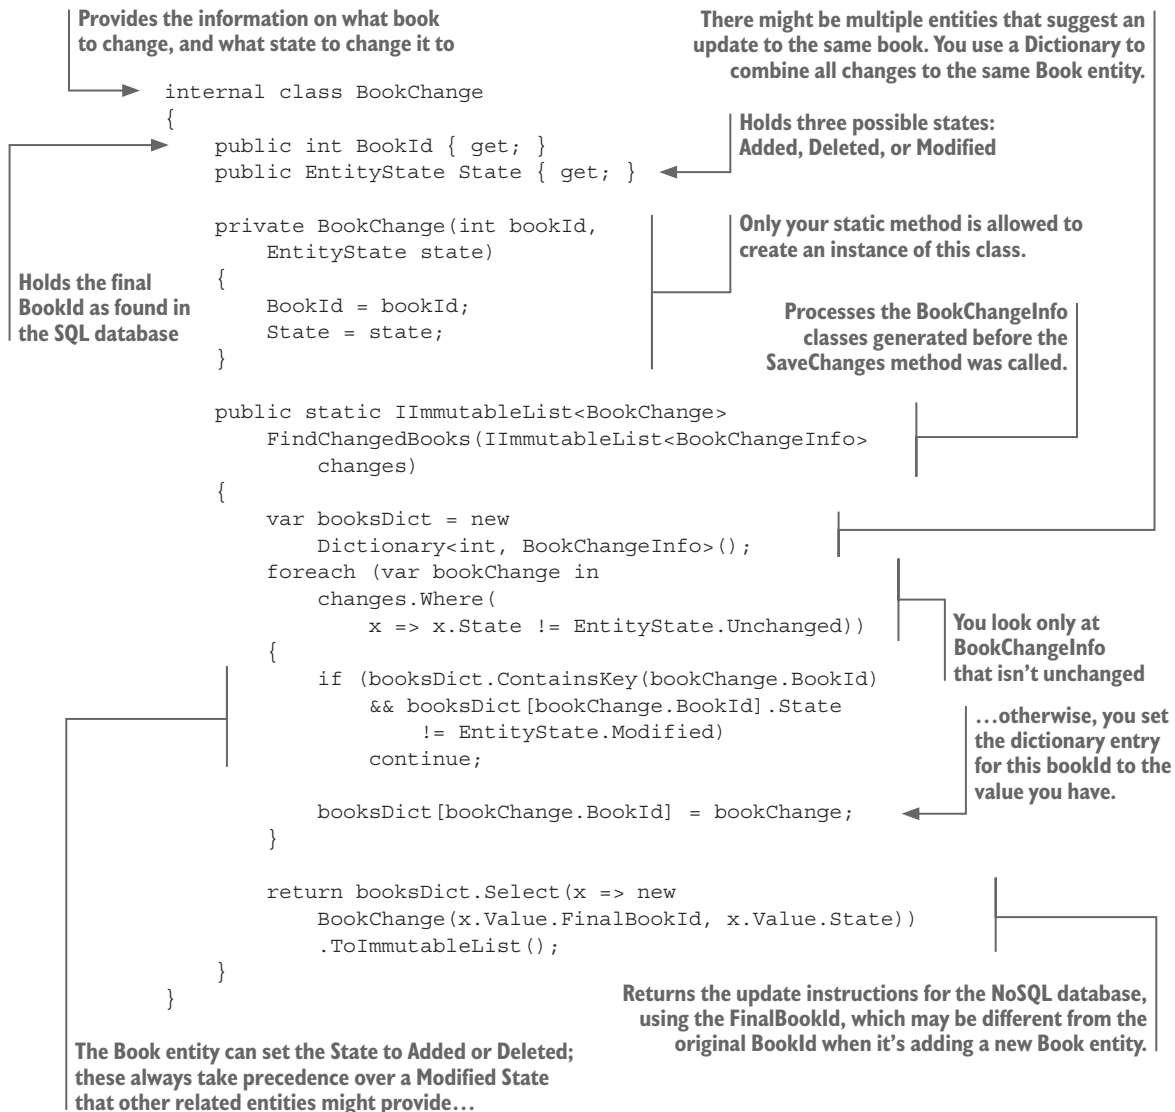 Provides the information on what book
to change, and what state to change it to
There might be multiple entities that suggest an
update to the same book. You use a Dictionary to
combine all changes to the same Book entity.
internal class BookChange
{
    public int BookId { get; }
    public EntityState State { get; }
Holds three possible states:
Added, Deleted, or Modified
    private BookChange(int bookId,
        EntityState state)
    {
        BookId = bookId;
        State = state;
    }
Only your static method is allowed to
create an instance of this class.
Holds the final
BookId as found in
the SQL database
Processes the BookChangeInfo
classes generated before the
SaveChanges method was called.
    public static IImmutableList<BookChange>
        FindChangedBooks(IImmutableList<BookChangeInfo>
            changes)
    {
        var booksDict = new
            Dictionary<int, BookChangeInfo>();
        foreach (var bookChange in
            changes.Where(
                x => x.State != EntityState.Unchanged))
        {
You look only at
BookChangeInfo
that isn't unchanged
            if (booksDict.ContainsKey(bookChange.BookId)
                && booksDict[bookChange.BookId].State
                    != EntityState.Modified)
                continue;
…otherwise, you set
the dictionary entry
for this bookId to the
value you have.
            booksDict[bookChange.BookId] = bookChange;
        }
        return booksDict.Select(x => new
            BookChange(x.Value.FinalBookId, x.Value.State))
            .ToImmutableList();
    }
}
Returns the update instructions for the NoSQL database,
using the FinalBookId, which may be different from the
original BookId when it's adding a new Book entity.
The Book entity can set the State to Added or Deleted;
these always take precedence over a Modified State
that other related entities might provide…